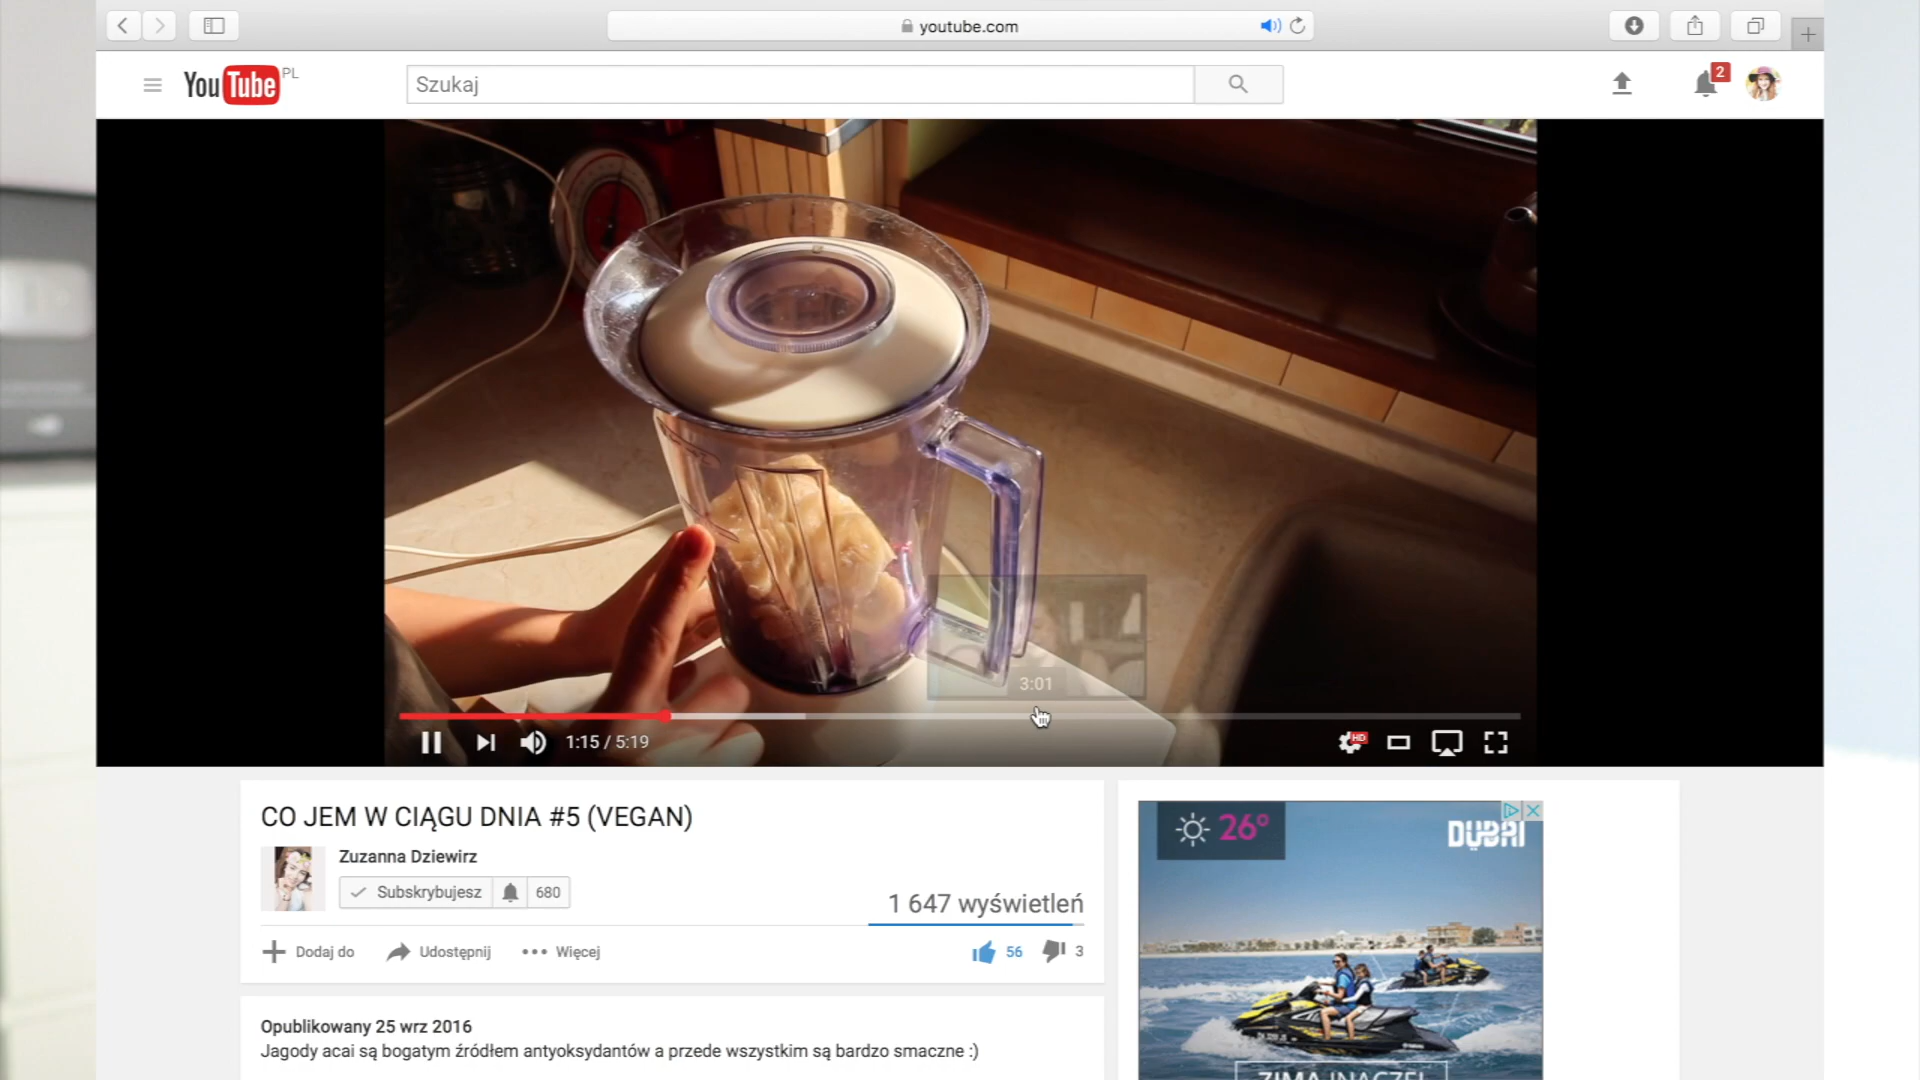 youtube.com
YouTube PL
Szukaj
2
3:01
1:15 / 5:19
HD
CO JEM W CIĄGU DNIA #5 (VEGAN)
Zuzanna Dziewirz
Subskrybujesz 680
1 647 wyświetleń
Dodaj do Udostępnij Więcej
56 3
Opublikowany 25 wrz 2016
Jagody acai są bogatym źródłem antyoksydantów a przede wszystkim są bardzo smaczne :)
26°
DUBAI
ZIMA INACZEJ